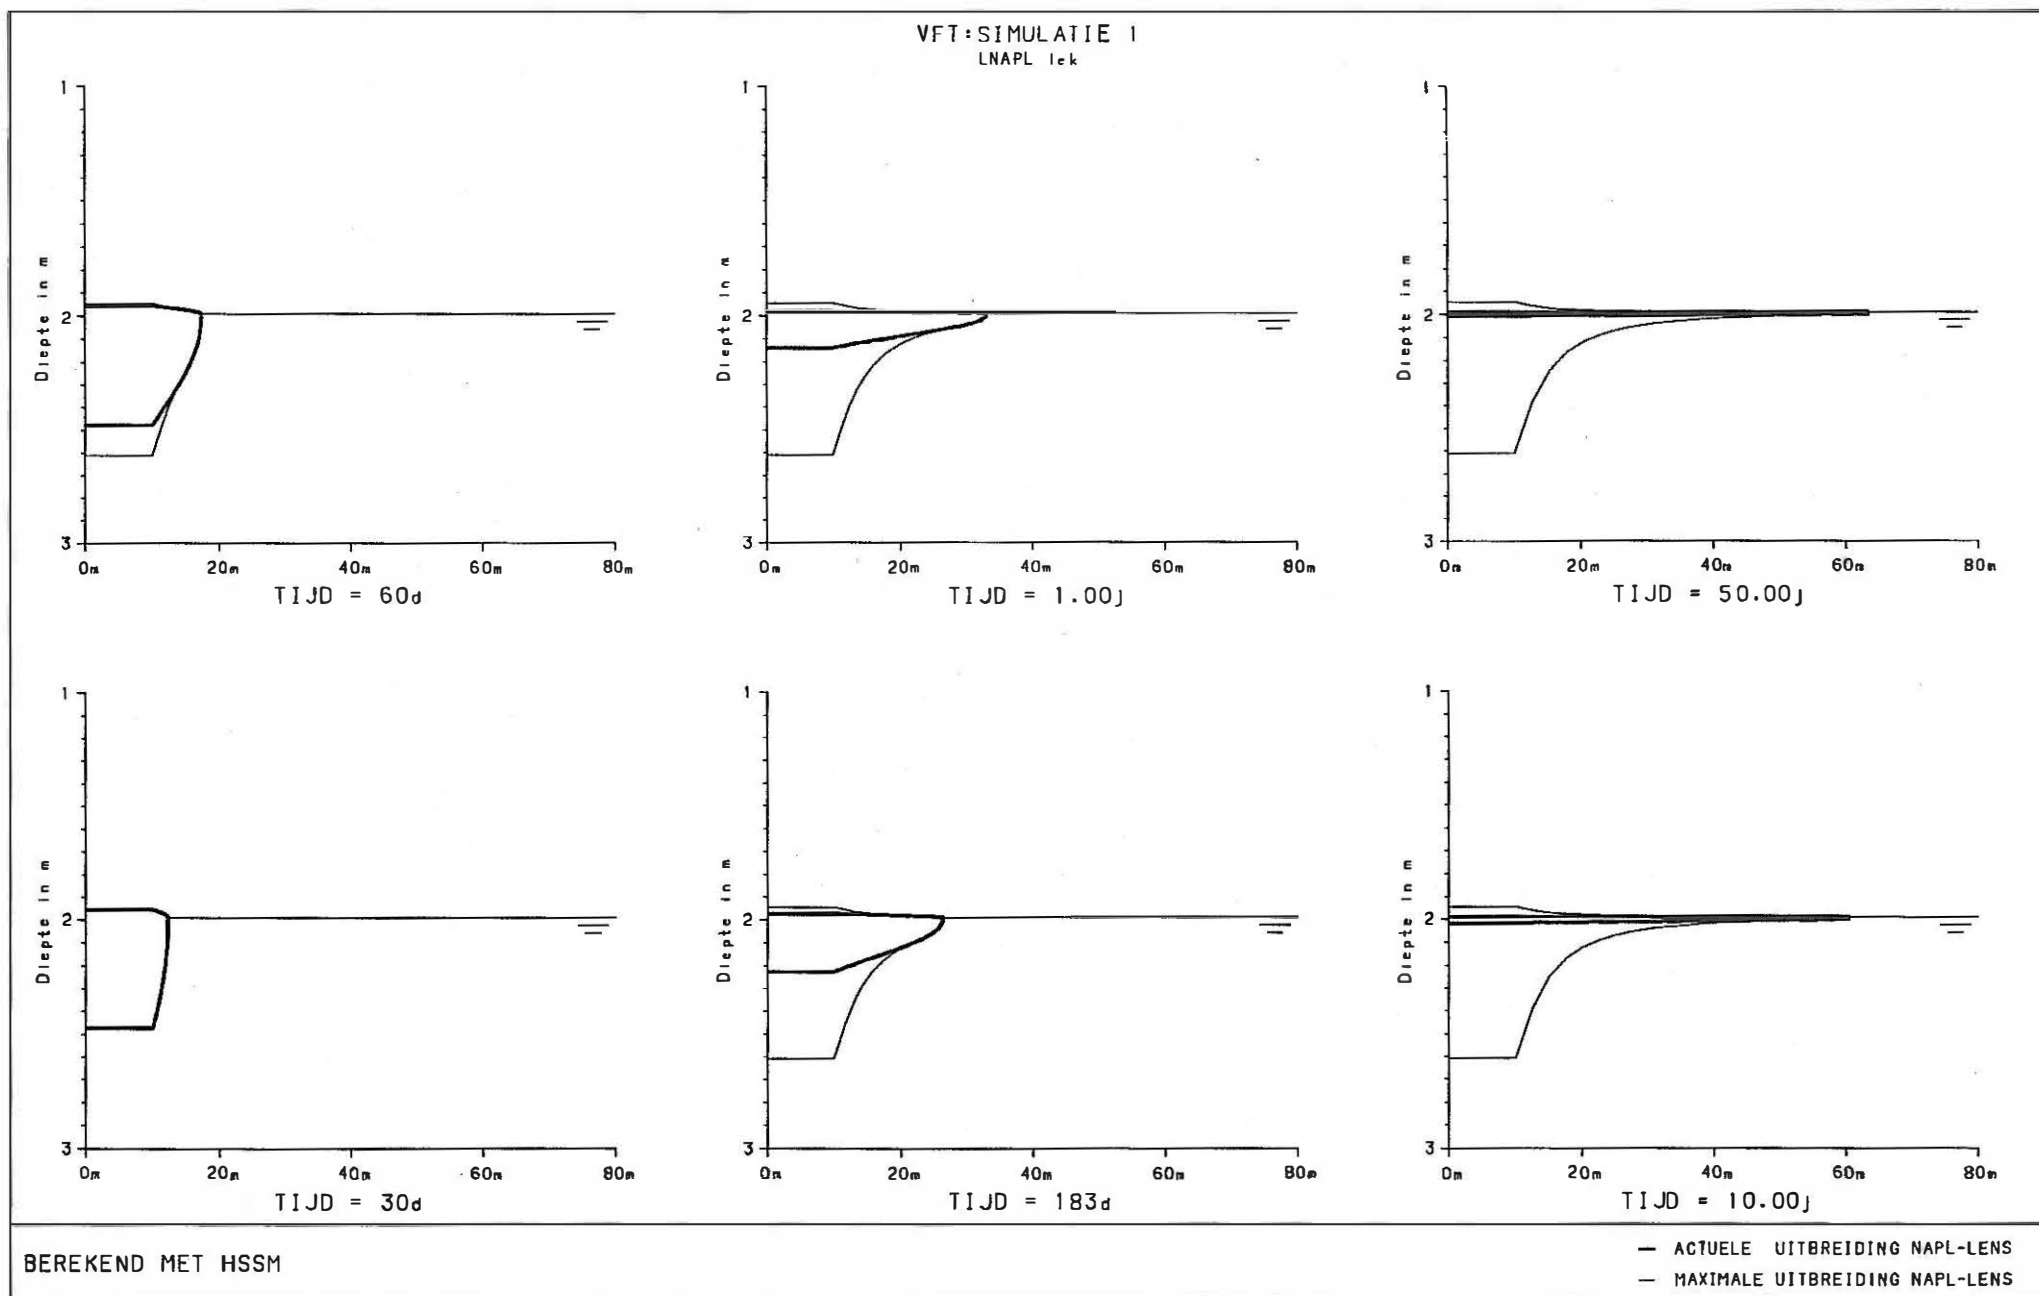 VFT:SIMULATIE 1
LNAPL lek
1
2
3
Diepte in m
0m 20m 40m 60m 80m
TIJD = 60d
1
2
3
Diepte in m
0m 20m 40m 60m 80m
TIJD = 1.00j
1
2
3
Diepte in m
0m 20m 40m 60m 80m
TIJD = 50.00j
1
2
3
Diepte in m
0m 20m 40m 60m 80m
TIJD = 30d
1
2
3
Diepte in m
0m 20m 40m 60m 80m
TIJD = 183d
1
2
3
Diepte in m
0m 20m 40m 60m 80m
TIJD = 10.00j
BEREKEND MET HSSM
ACTUELE UITBREIDING NAPL-LENS
MAXIMALE UITBREIDING NAPL-LENS